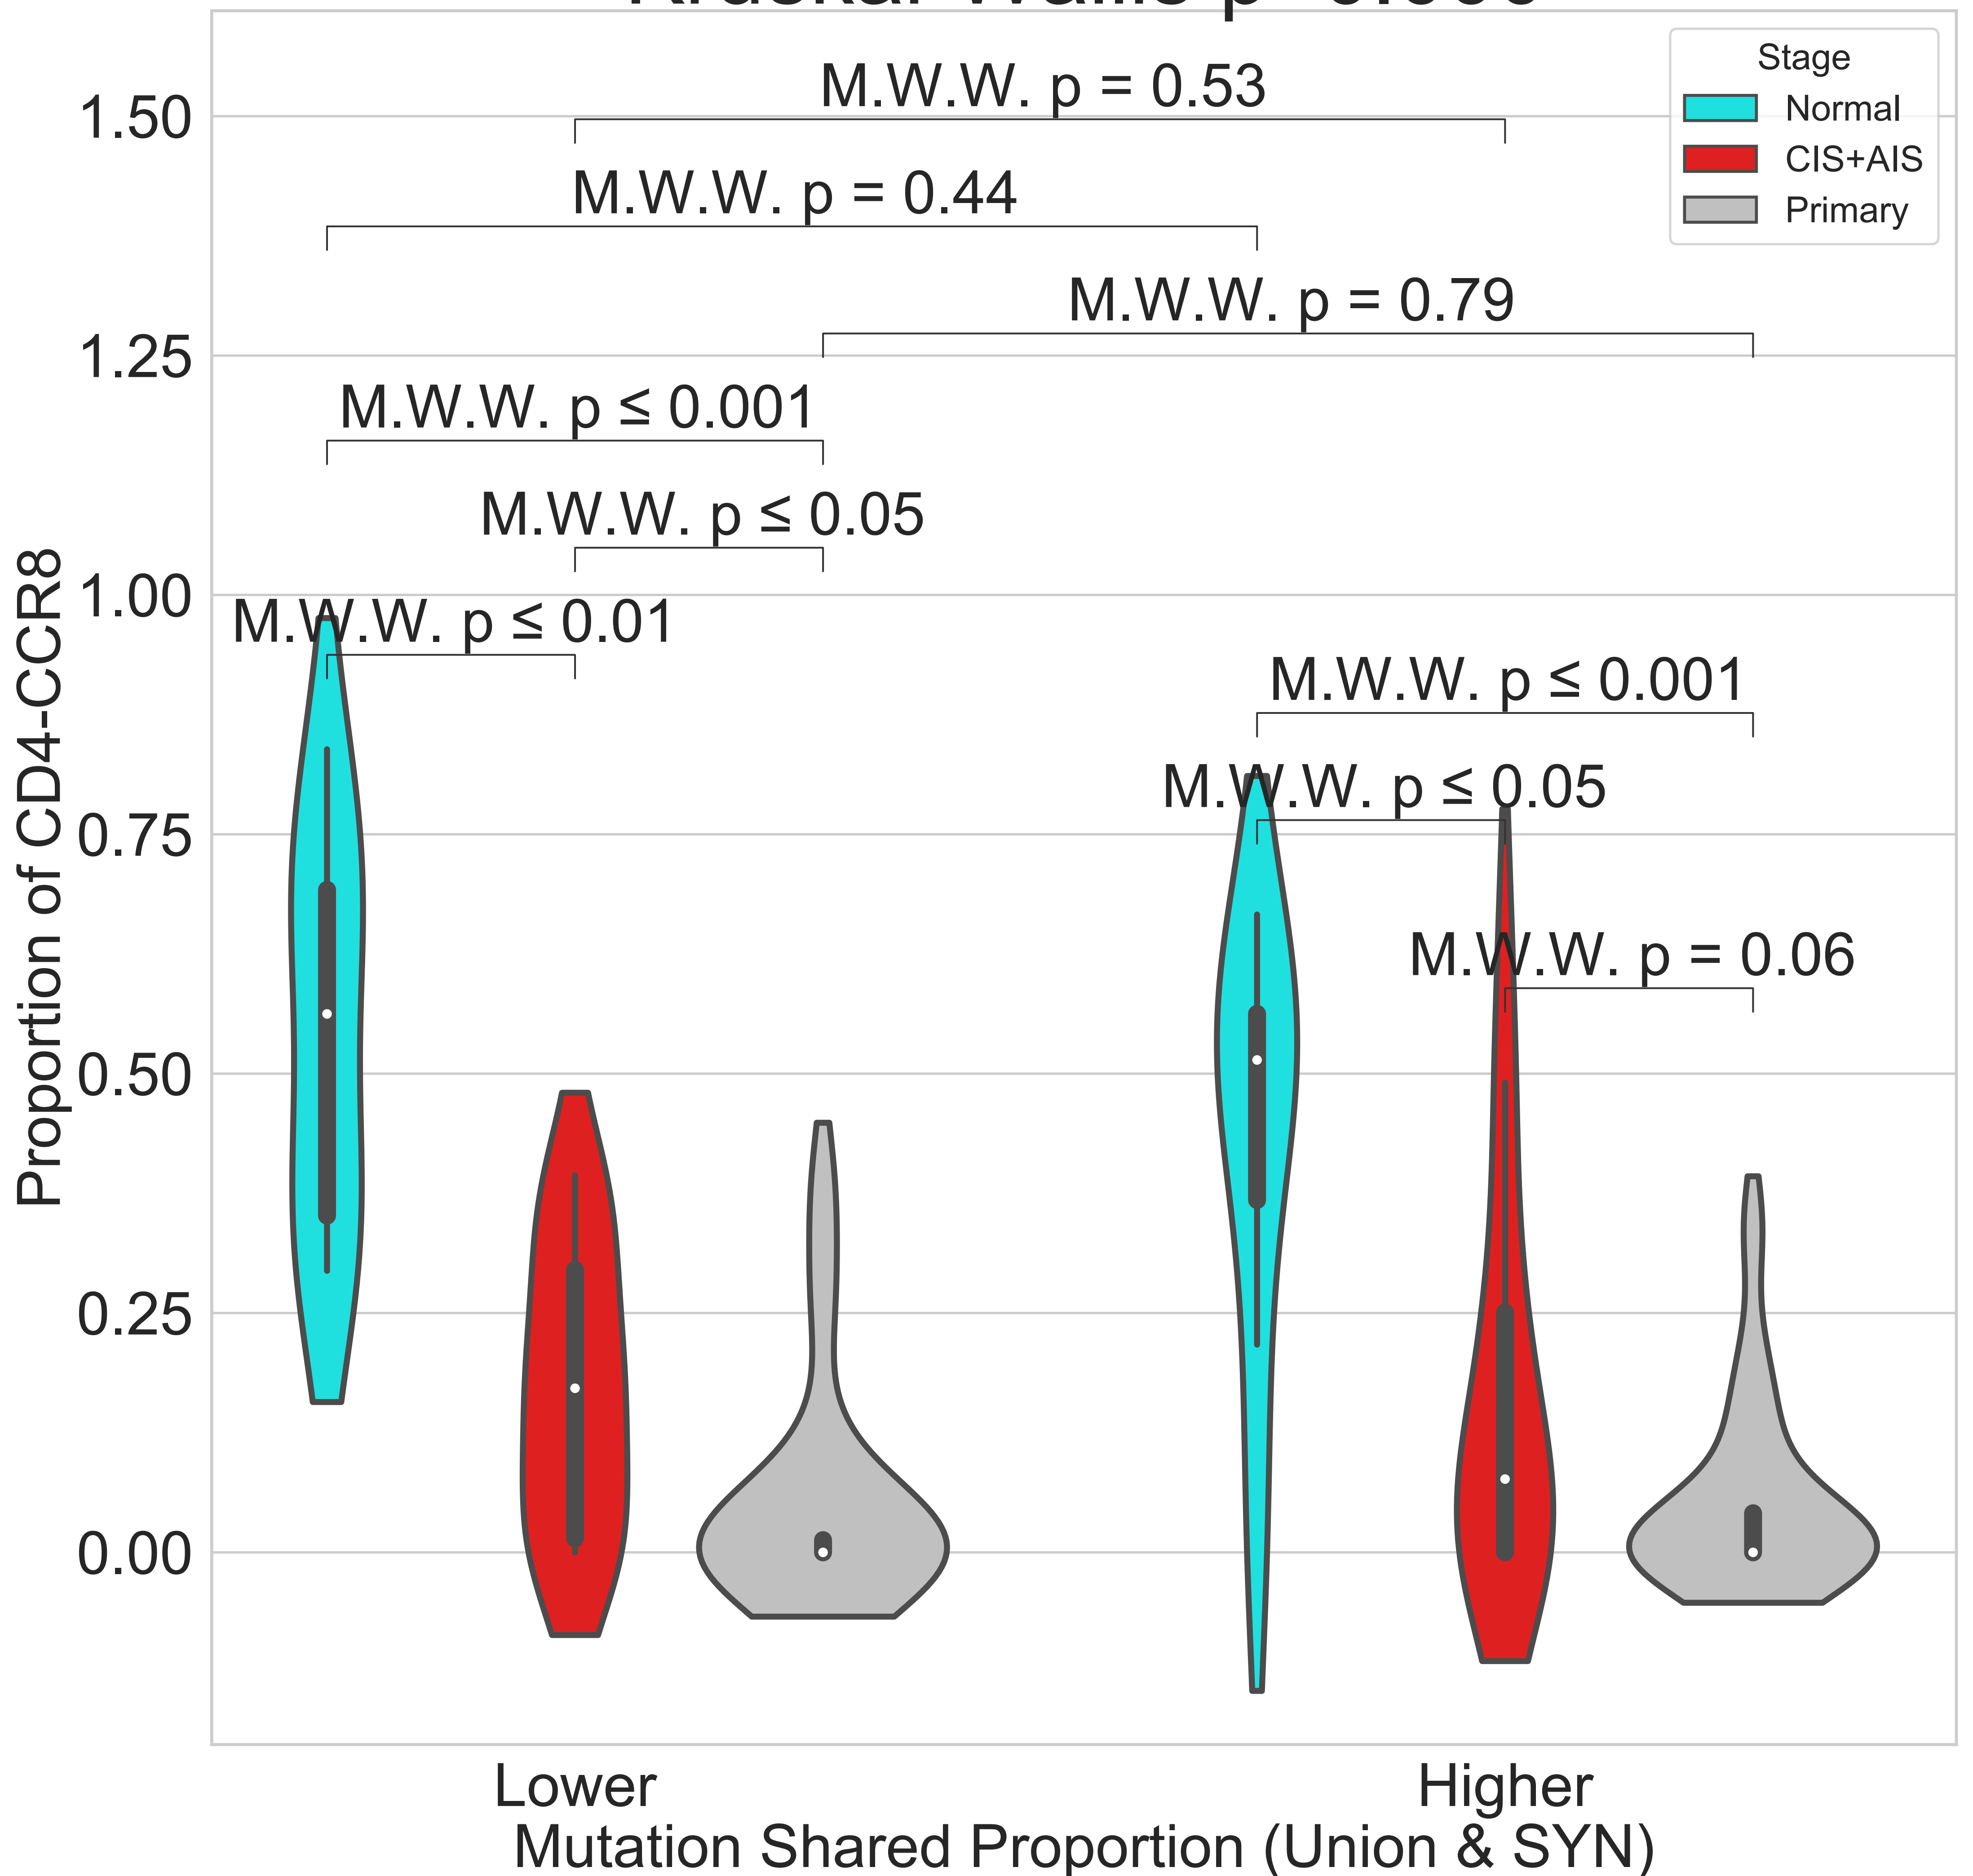 Stage
Normal
CIS+AIS
Primary
M.W.W. p = 0.53
M.W.W. p = 0.44
M.W.W. p = 0.79
M.W.W. p ≤ 0.001
M.W.W. p ≤ 0.05
M.W.W. p ≤ 0.01
M.W.W. p ≤ 0.001
M.W.W. p ≤ 0.05
M.W.W. p = 0.06
1.50
1.25
1.00
0.75
0.50
0.25
0.00
Proportion of CD4-CCR8
Lower
Higher
Mutation Shared Proportion (Union & SYN)